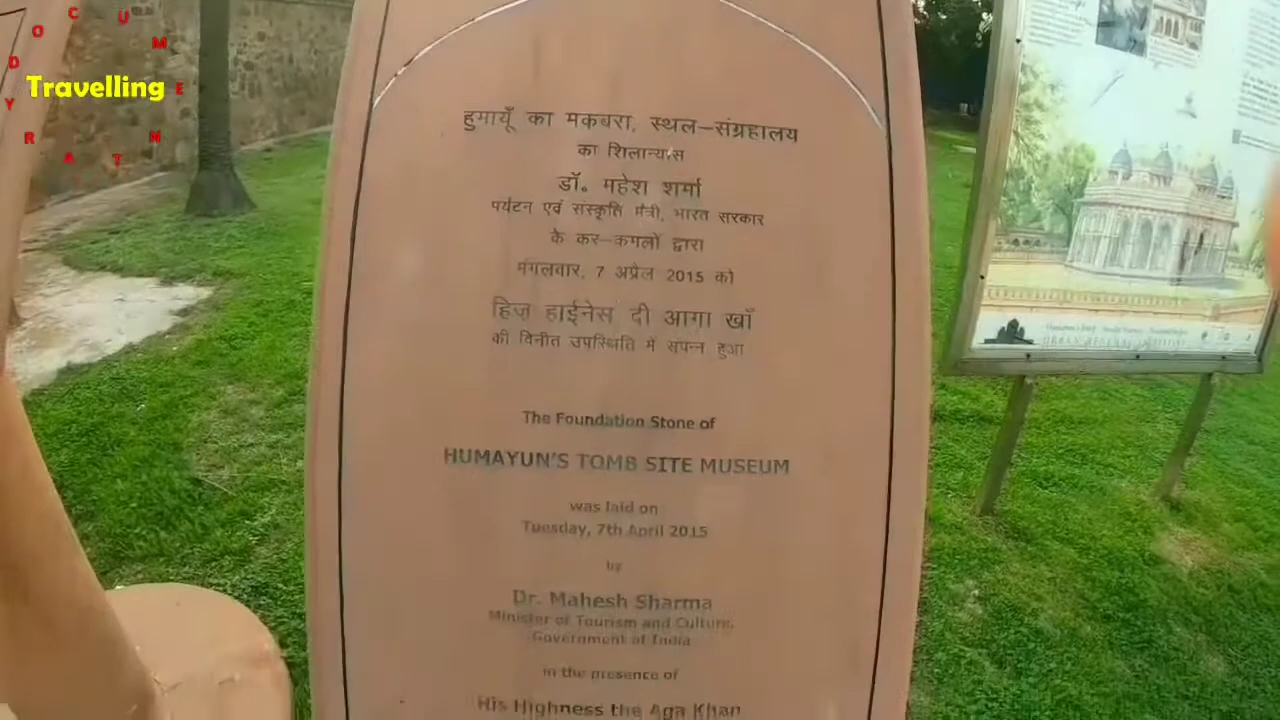 DOCUMENTARY
Travelling
हुमायूँ का मकबरा, स्थल–संग्रहालय
का शिलान्यास
डॉ. महेश शर्मा
पर्यटन एवं संस्कृति मंत्री, भारत सरकार
के कर–कमलों द्वारा
मंगलवार, 7 अप्रैल 2015 को
हिज़ हाईनेस दी आगा खाँ
की विनीत उपस्थिति में संपन्न हुआ
The Foundation Stone of
HUMAYUN'S TOMB SITE MUSEUM
was laid on
Tuesday, 7th April 2015
by
Dr. Mahesh Sharma
Minister of Tourism and Culture,
Government of India
in the presence of
His Highness the Aga Khan